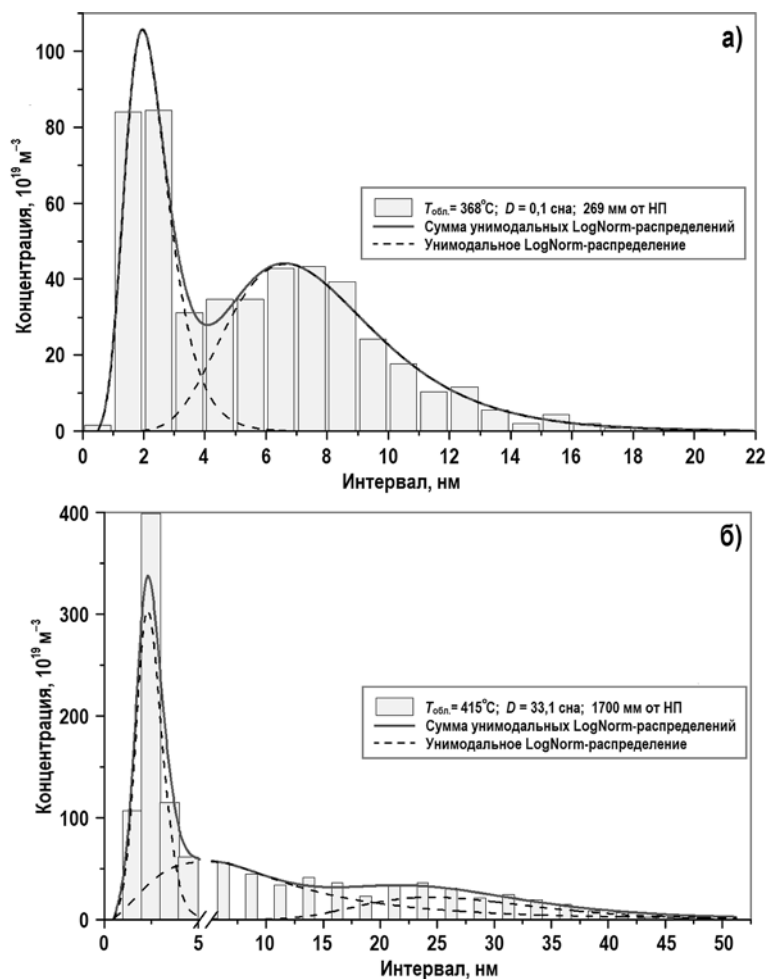 а)
Концентрация, 10¹⁹ м⁻³
100
80
60
40
20
0
Tобл.= 368°C; D = 0,1 сна; 269 мм от НП
Сумма унимодальных LogNorm-распределений
Унимодальное LogNorm-распределение
0 2 4 6 8 10 12 14 16 18 20 22
Интервал, нм
б)
Концентрация, 10¹⁹ м⁻³
400
300
200
100
0
Tобл.= 415°C; D = 33,1 сна; 1700 мм от НП
Сумма унимодальных LogNorm-распределений
Унимодальное LogNorm-распределение
0 5 10 15 20 25 30 35 40 45 50
Интервал, нм